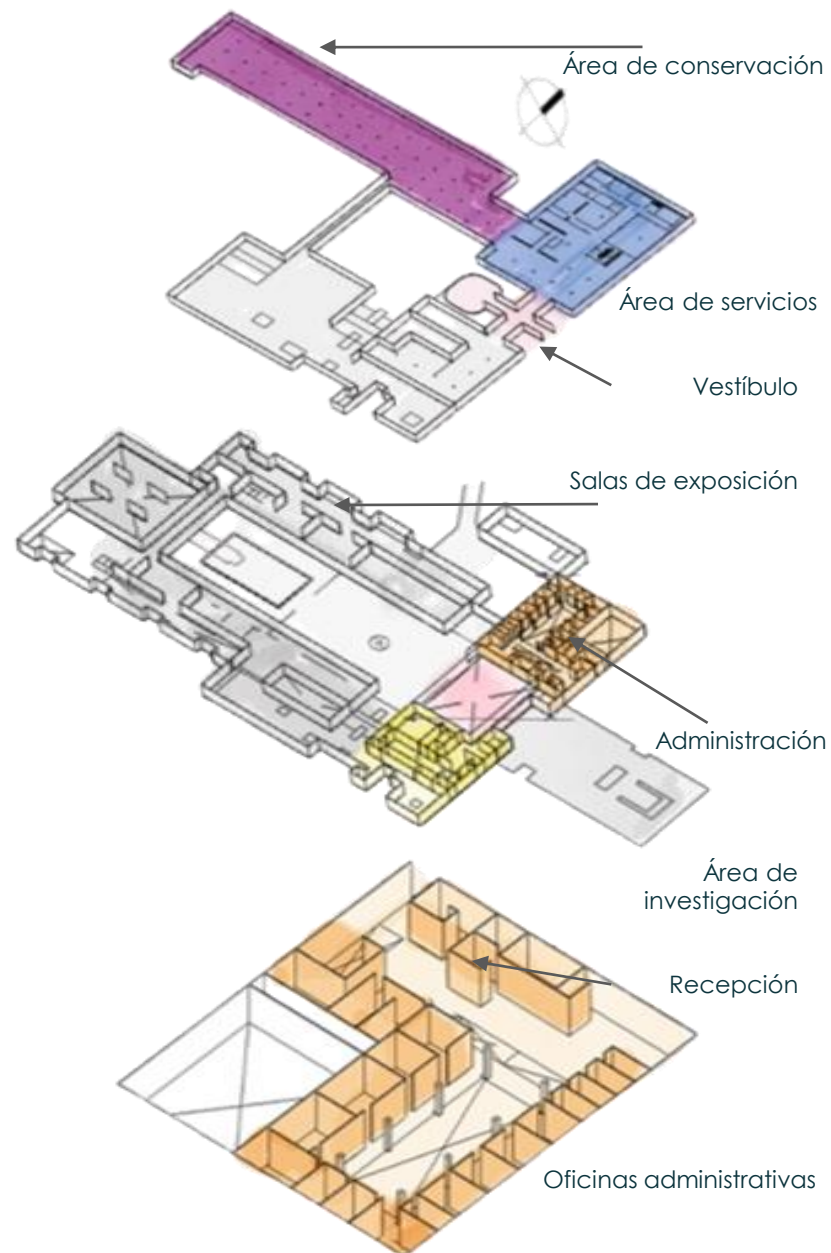 Área de conservación
Área de servicios
Vestíbulo
Salas de exposición
Administración
Área de
investigación
Recepción
Oficinas administrativas